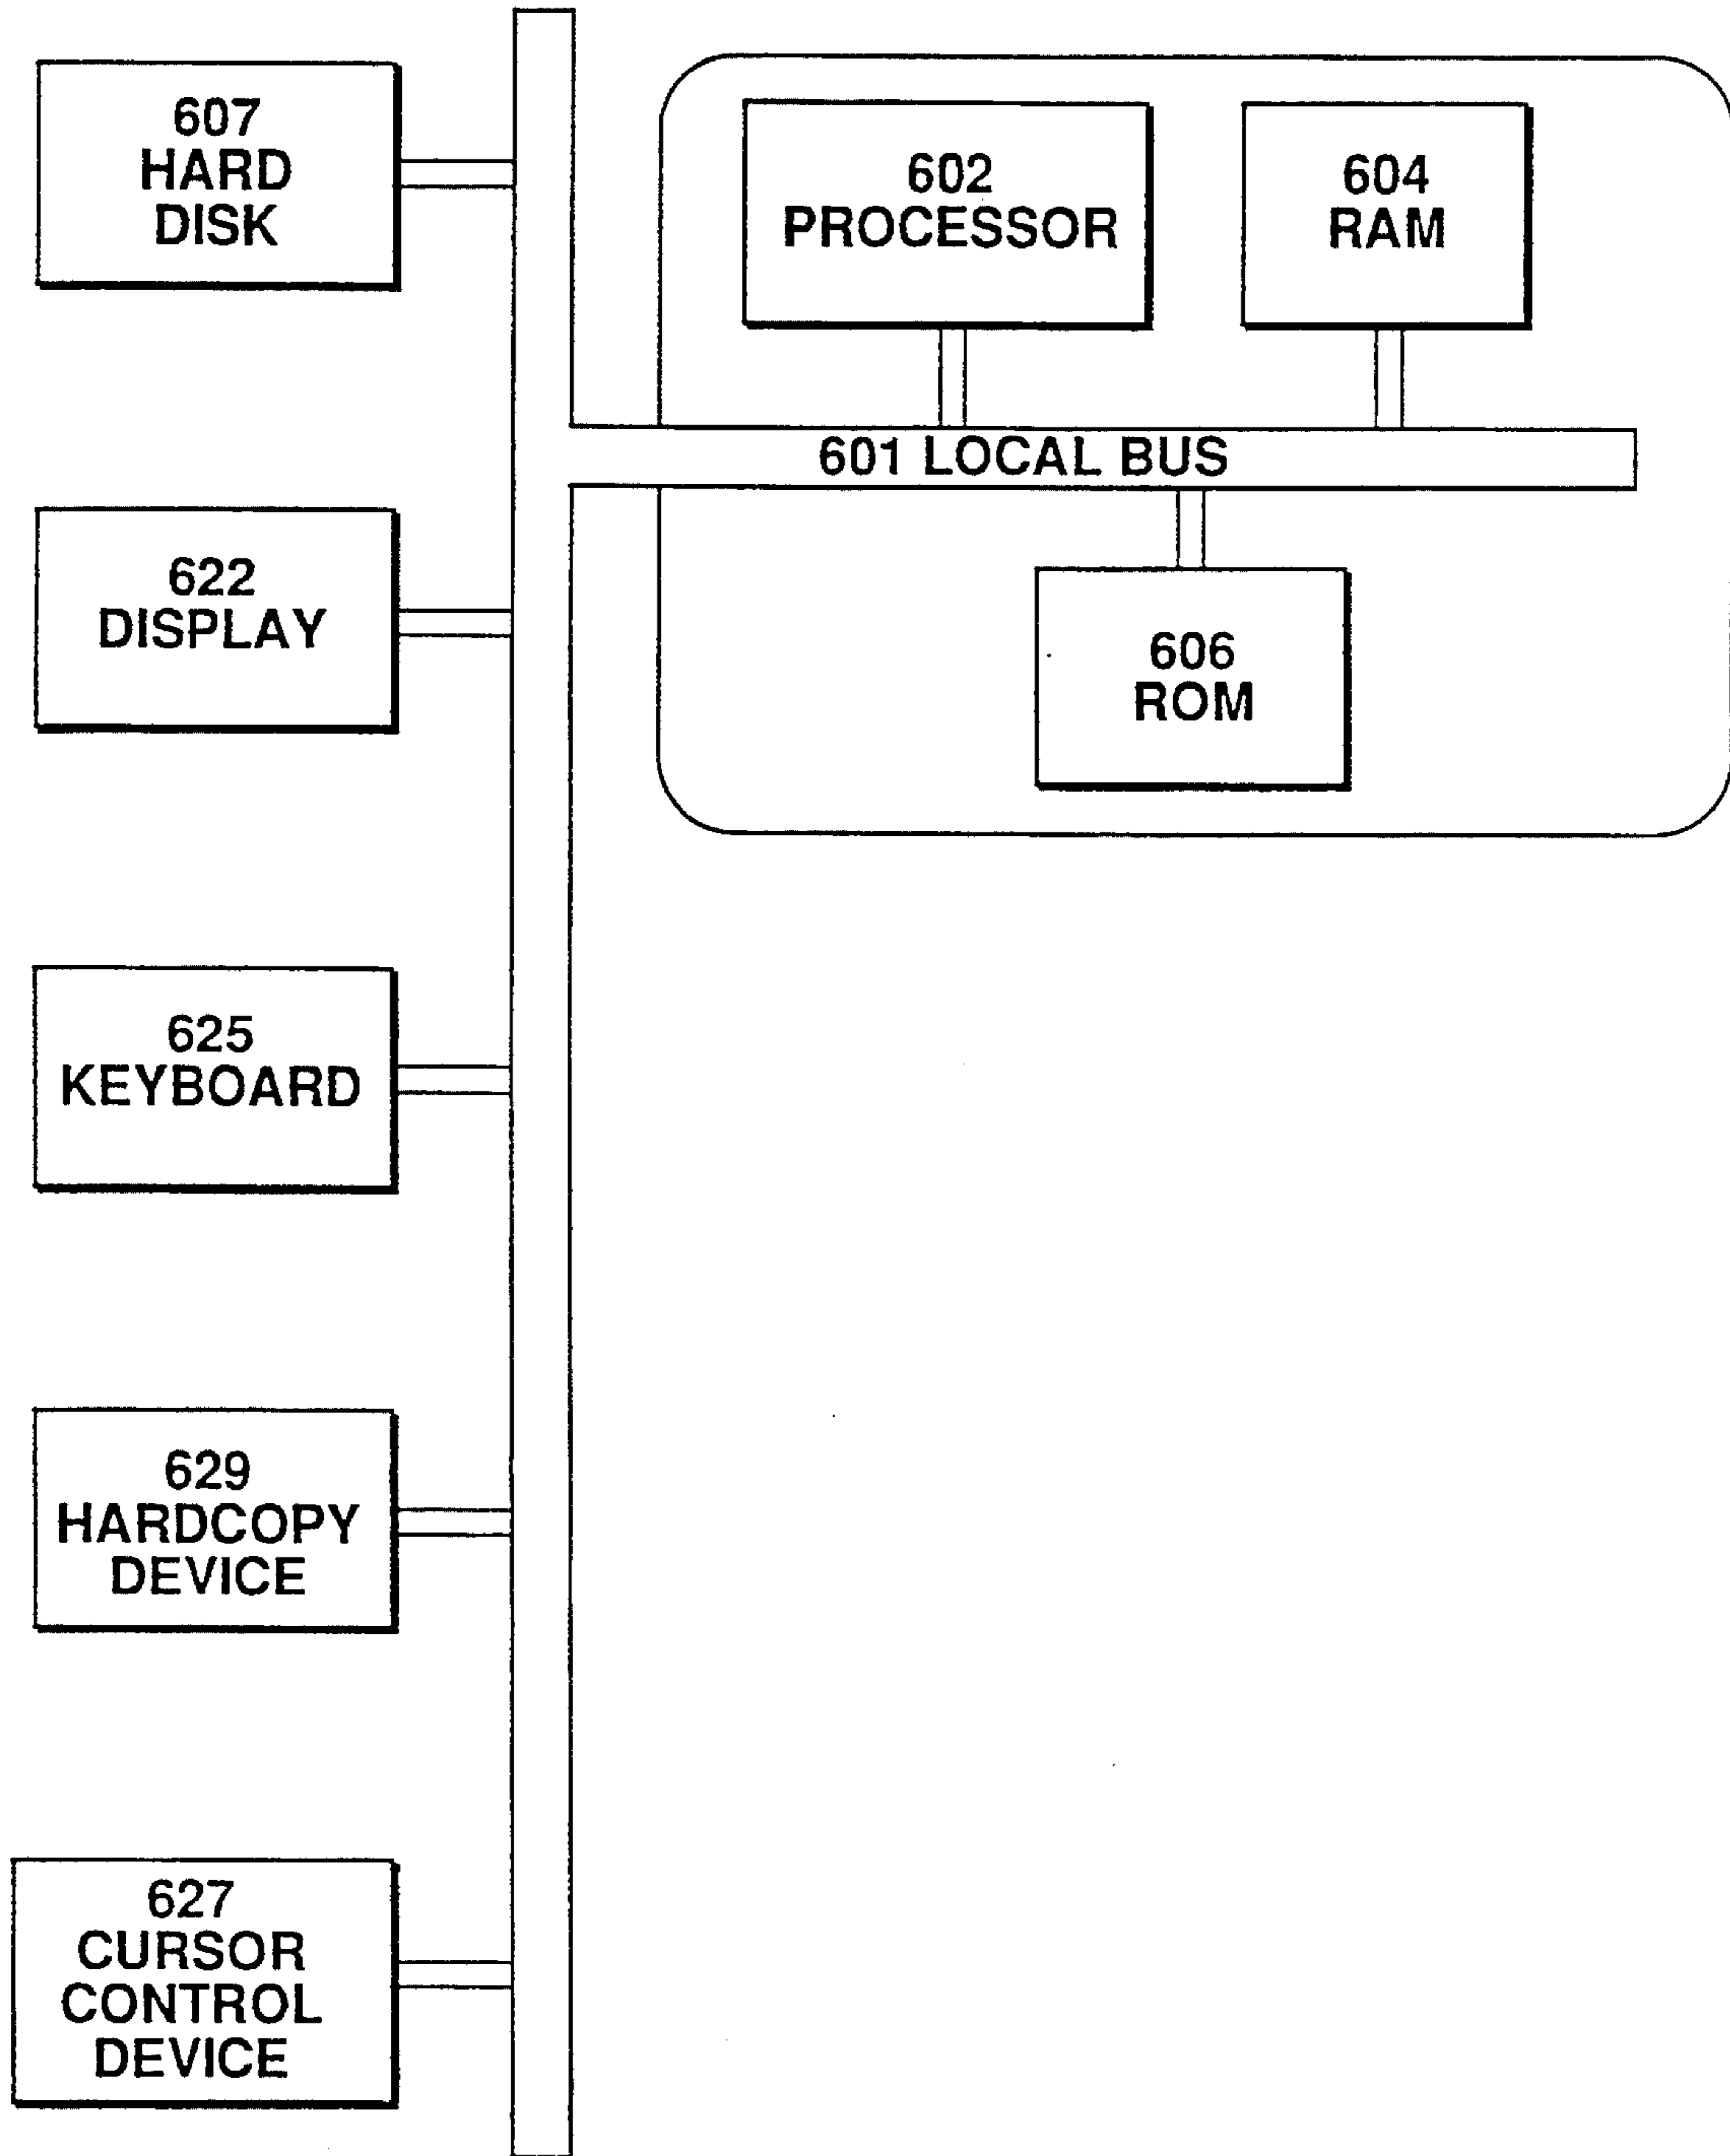 607
HARD
DISK
602
PROCESSOR
604
RAM
601 LOCAL BUS
622
DISPLAY
606
ROM
625
KEYBOARD
629
HARDCOPY
DEVICE
627
CURSOR
CONTROL
DEVICE